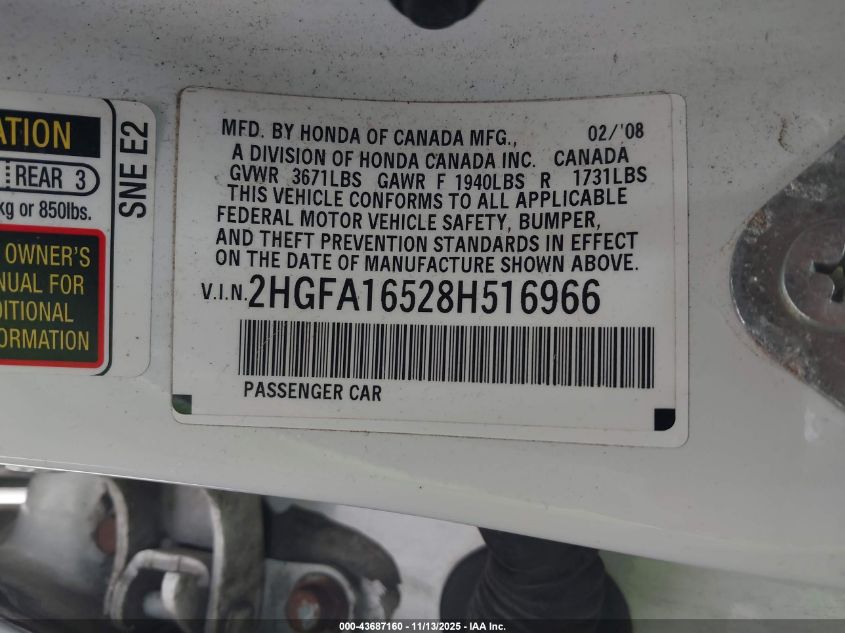 ATION
REAR 3
kg or 850lbs.
OWNER'S
NUAL FOR
DITIONAL
FORMATION
SNE E2
MFD. BY HONDA OF CANADA MFG., 02/'08
A DIVISION OF HONDA CANADA INC. CANADA
GVWR 3671LBS GAWR F 1940LBS R 1731LBS
THIS VEHICLE CONFORMS TO ALL APPLICABLE
FEDERAL MOTOR VEHICLE SAFETY, BUMPER,
AND THEFT PREVENTION STANDARDS IN EFFECT
ON THE DATE OF MANUFACTURE SHOWN ABOVE.
V.I.N. 2HGFA16528H516966
PASSENGER CAR
000-43687160 - 11/13/2025 - IAA Inc.